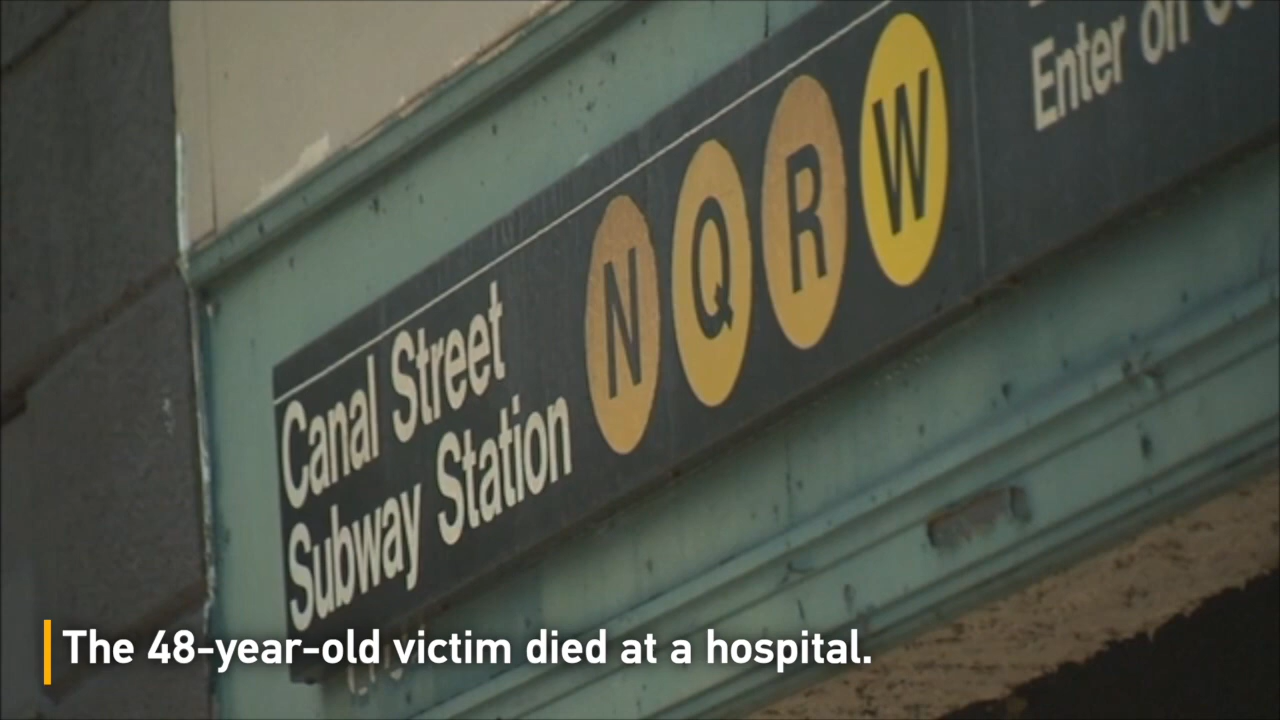 Canal Street
Subway Station
N Q R W
Enter on
The 48-year-old victim died at a hospital.